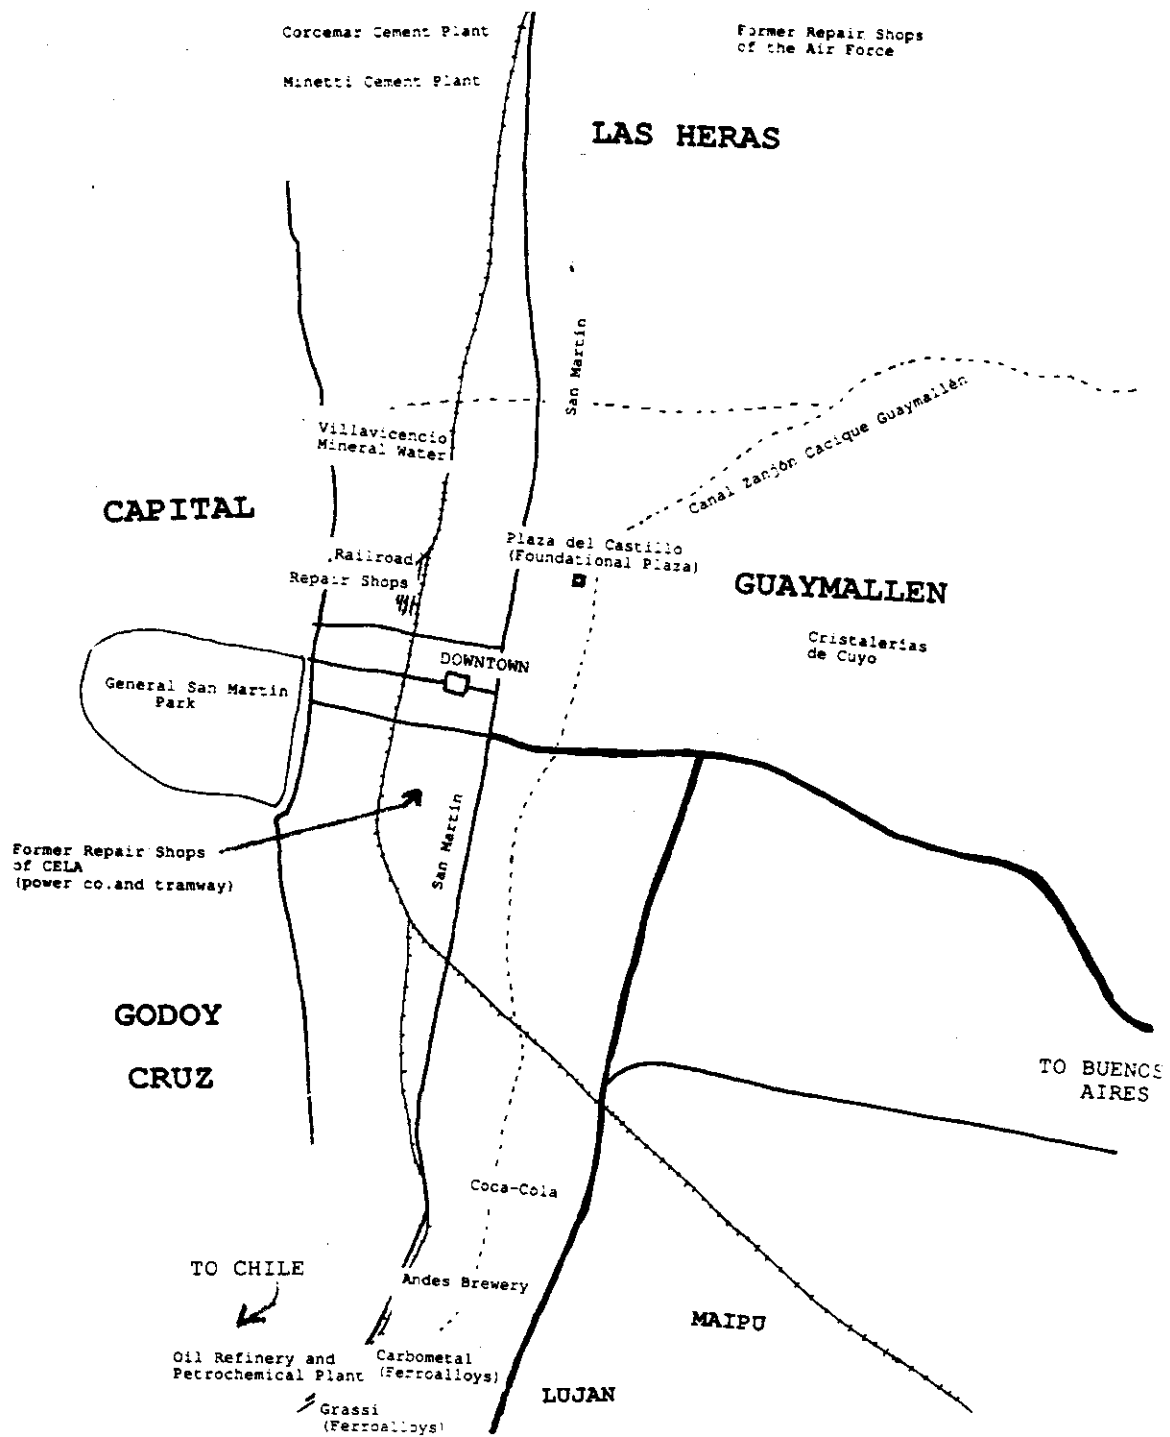 Corcemar Cement Plant
Former Repair Shops
of the Air Force
Minetti Cement Plant
LAS HERAS
San Martin
Canal Zanjón Cacique Guaymallén
Villavicencio
Mineral Water
CAPITAL
Plaza del Castillo
(Foundational Plaza)
Railroad
Repair Shops
GUAYMALLEN
Cristalerías
de Cuyo
DOWNTOWN
General San Martin
Park
San Martin
Former Repair Shops
of CELA
(power co.and tramway)
GODOY
CRUZ
TO BUENOS
AIRES
Coca-Cola
TO CHILE
Andes Brewery
MAIPU
Oil Refinery and
Petrochemical Plant
Carbometal
(Ferroalloys)
LUJAN
Grassi
(Ferroalloys)